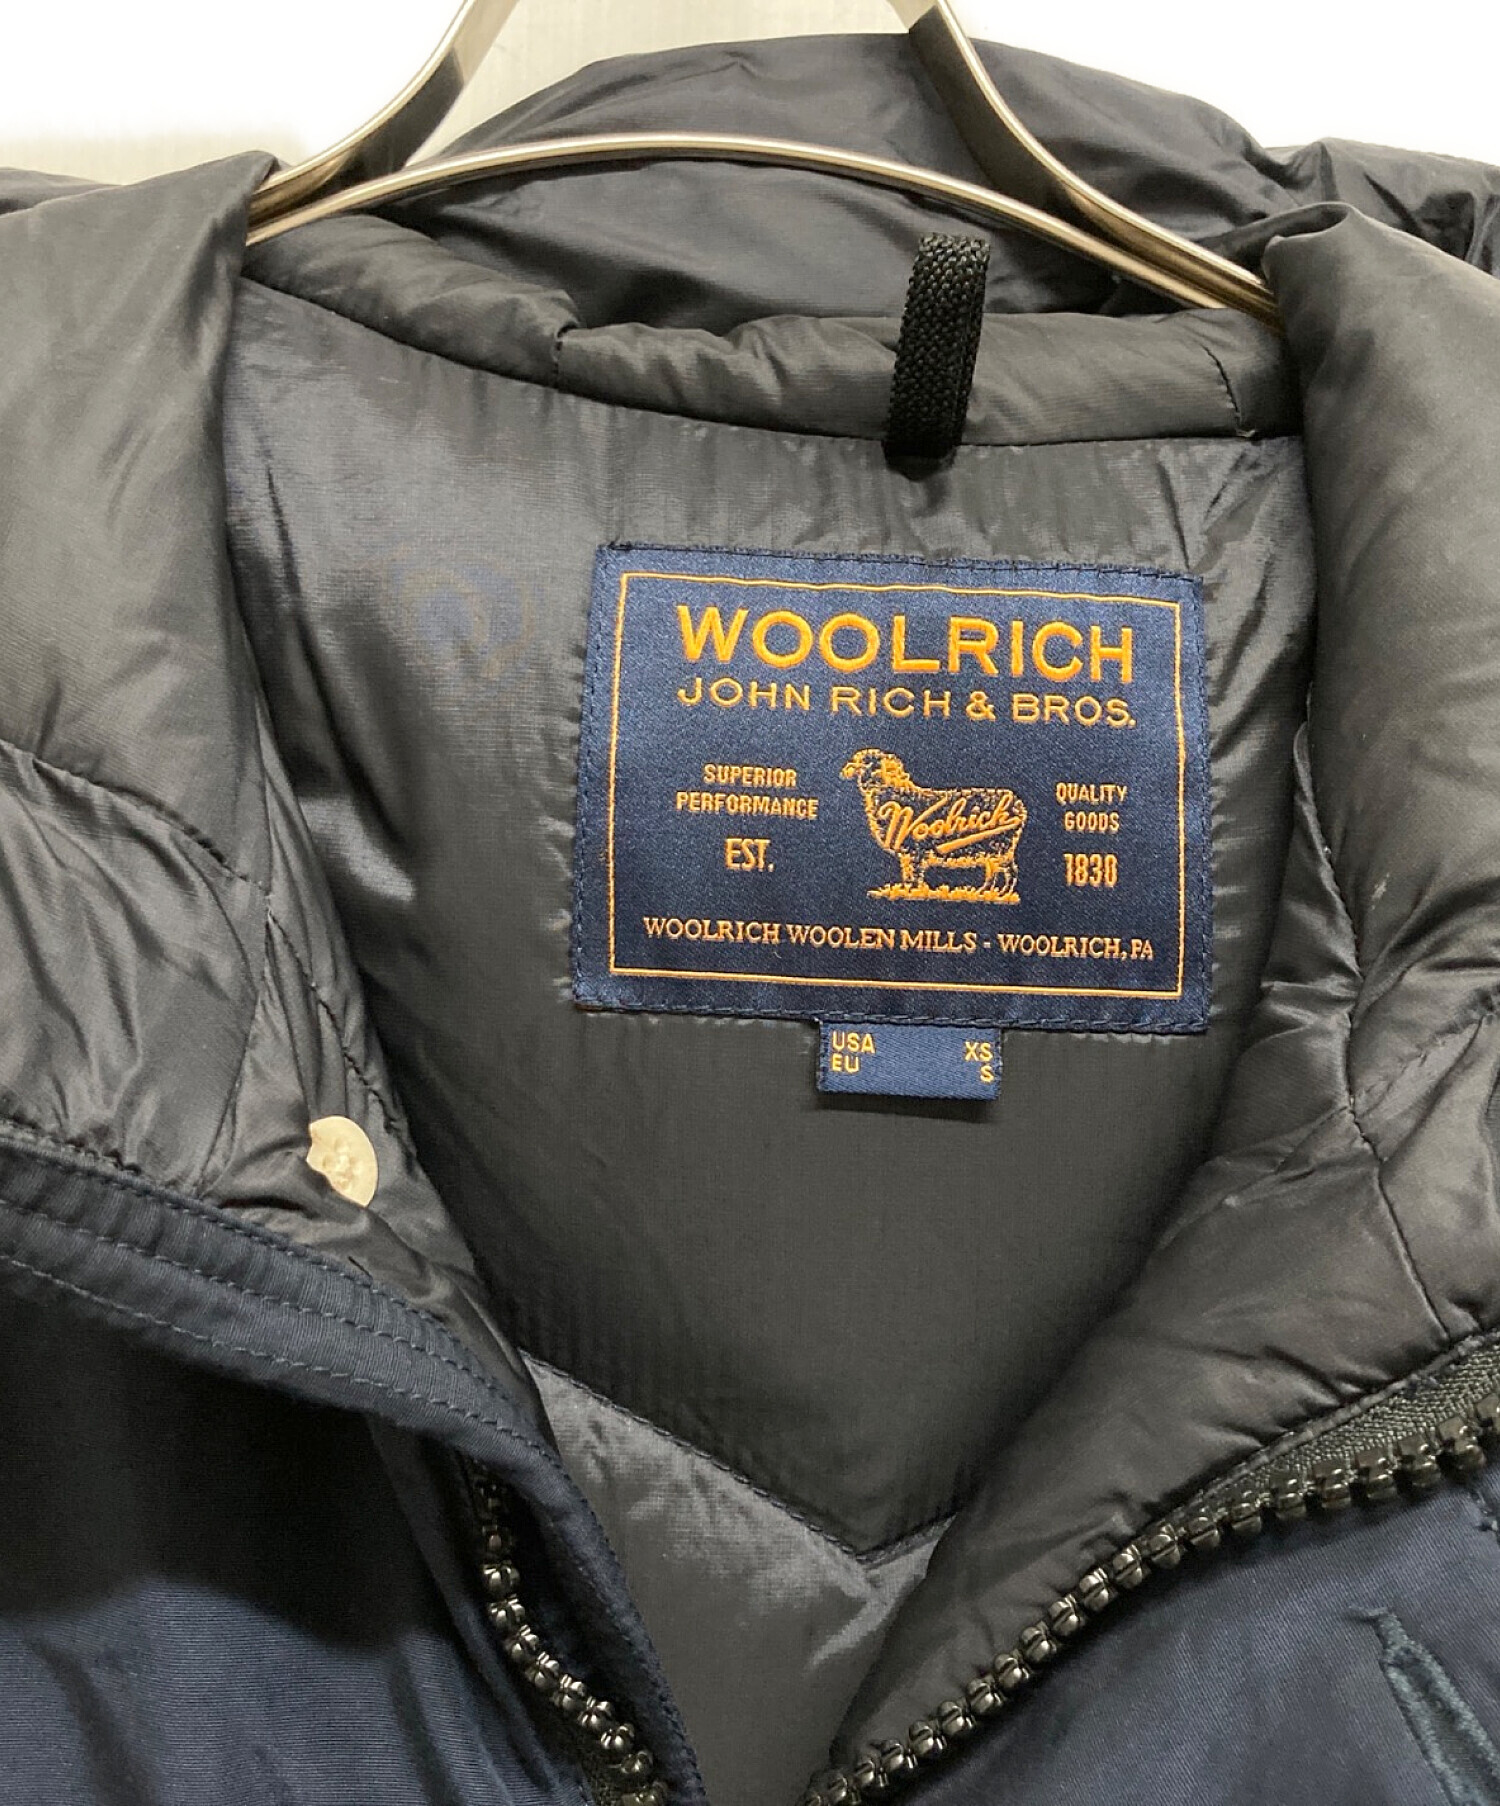 WOOLRICH
JOHN RICH & BROS.
SUPERIOR
PERFORMANCE
EST.
Woolrich
QUALITY
GOODS
1830
WOOLRICH WOOLEN MILLS - WOOLRICH, PA
USA XS
EU S